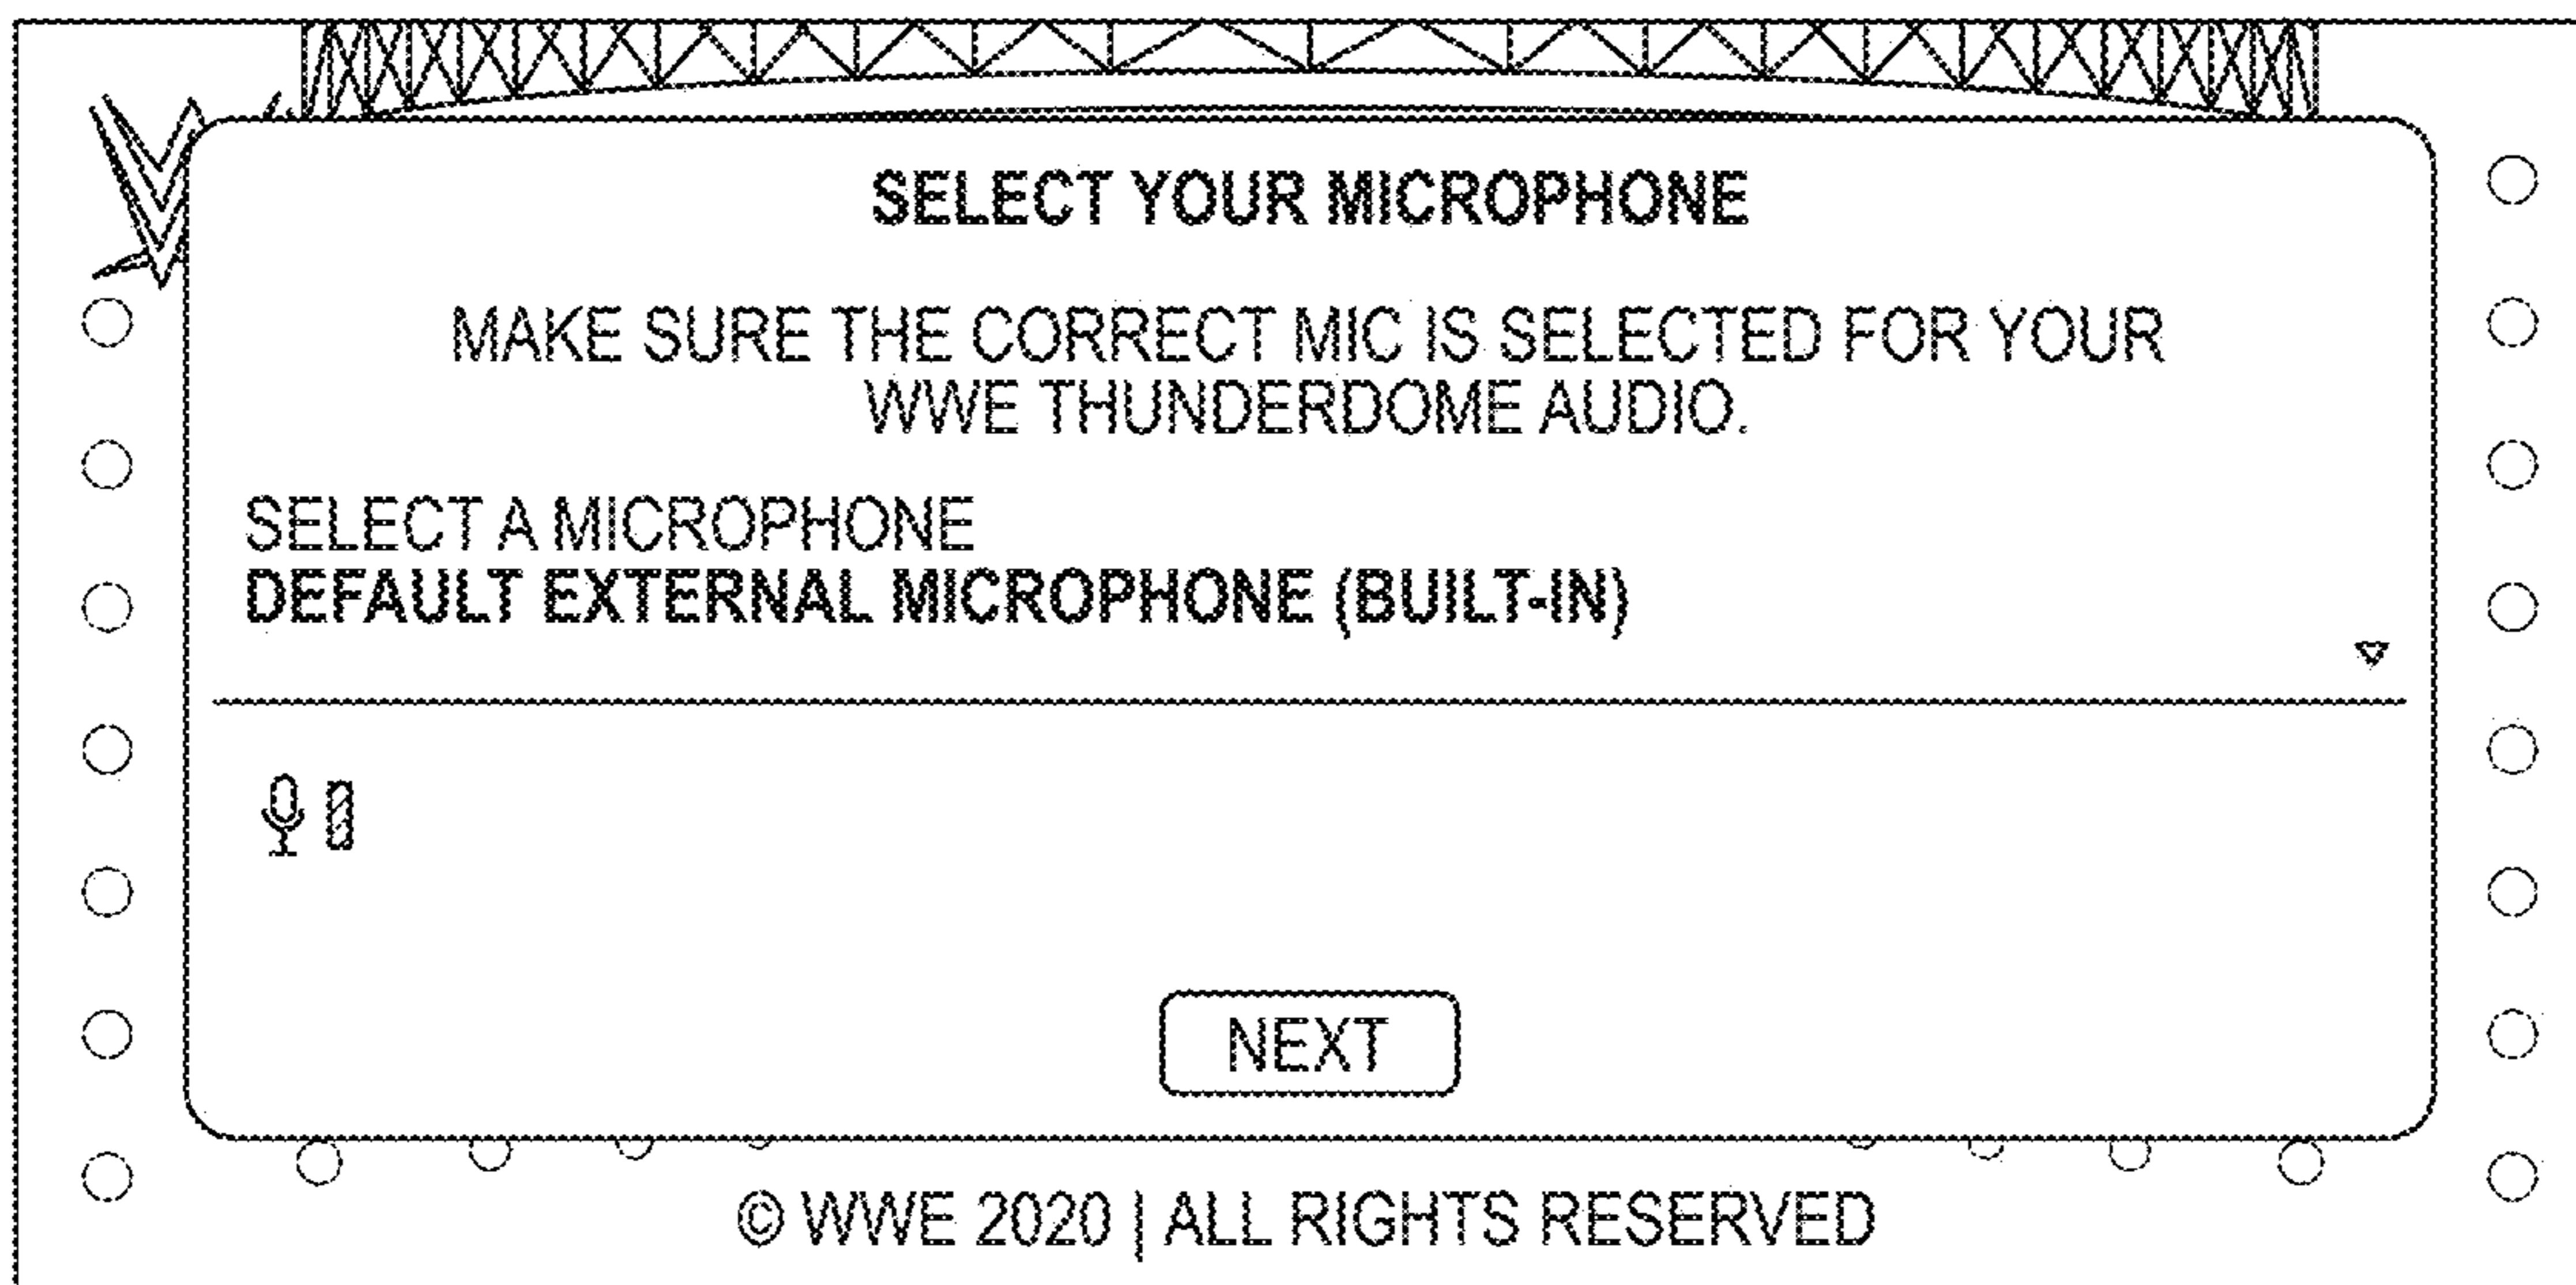 SELECT YOUR MICROPHONE
MAKE SURE THE CORRECT MIC IS SELECTED FOR YOUR
WWE THUNDERDOME AUDIO.
SELECT A MICROPHONE
DEFAULT EXTERNAL MICROPHONE (BUILT-IN)
NEXT
© WWE 2020 | ALL RIGHTS RESERVED